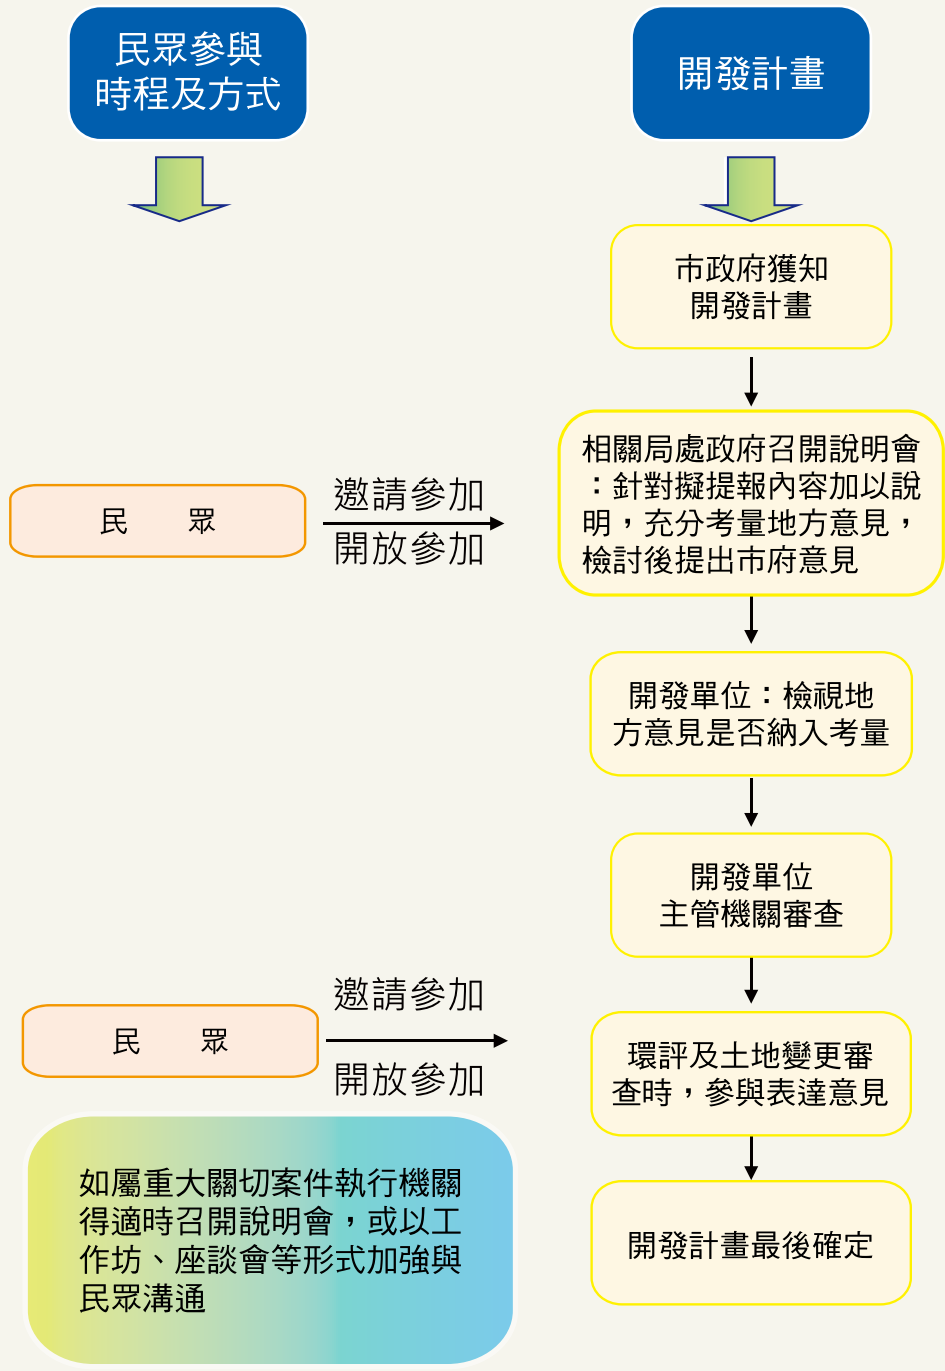 民眾參與
時程及方式
開發計畫
市政府獲知
開發計畫
相關局處政府召開說明會
：針對擬提報內容加以說
明，充分考量地方意見，
檢討後提出市府意見
民　　眾
邀請參加
開放參加
開發單位：檢視地
方意見是否納入考量
開發單位
主管機關審查
民　　眾
邀請參加
開放參加
環評及土地變更審
查時，參與表達意見
如屬重大關切案件執行機關
得適時召開說明會，或以工
作坊、座談會等形式加強與
民眾溝通
開發計畫最後確定